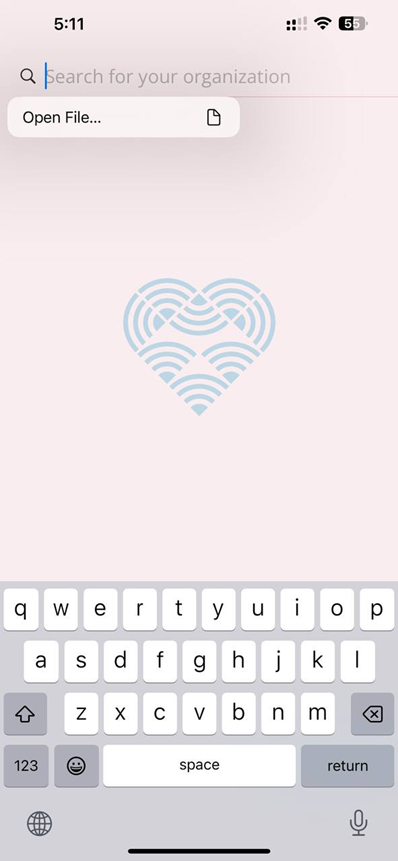 5:11
55
Search for your organization
Open File...
q w e r t y u i o p
a s d f g h j k l
z x c v b n m
123 space return